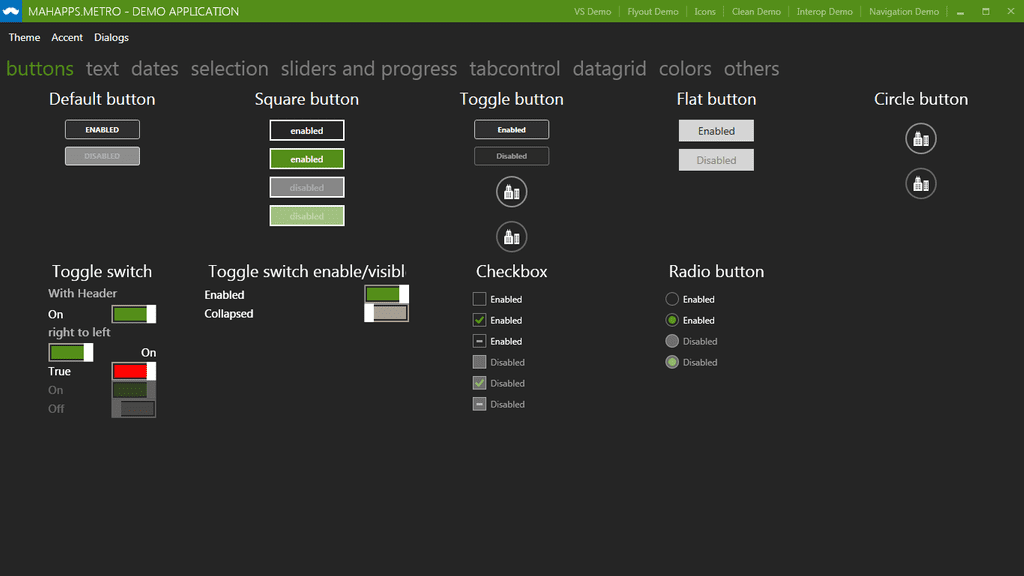 MAHAPPS.METRO - DEMO APPLICATION
VS Demo
Flyout Demo
Icons
Clean Demo
Interop Demo
Navigation Demo
Theme
Accent
Dialogs
buttons
text
dates
selection
sliders and progress
tabcontrol
datagrid
colors
others
Default button
ENABLED
DISABLED
Square button
enabled
enabled
disabled
disabled
Toggle button
Enabled
Disabled
Flat button
Enabled
Disabled
Circle button
Toggle switch
With Header
On
right to left
On
True
On
Off
Toggle switch enable/visibl
Enabled
Collapsed
Checkbox
Enabled
Enabled
Enabled
Disabled
Disabled
Disabled
Radio button
Enabled
Enabled
Disabled
Disabled